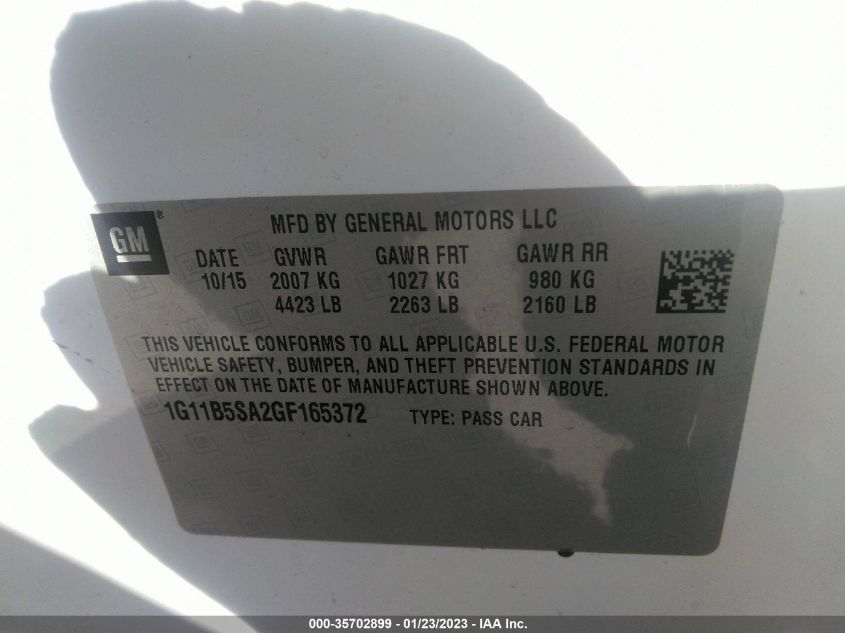 GM ®
MFD BY GENERAL MOTORS LLC
DATE GVWR GAWR FRT GAWR RR
10/15 2007 KG 1027 KG 980 KG
4423 LB 2263 LB 2160 LB
THIS VEHICLE CONFORMS TO ALL APPLICABLE U.S. FEDERAL MOTOR
VEHICLE SAFETY, BUMPER, AND THEFT PREVENTION STANDARDS IN
EFFECT ON THE DATE OF MANUFACTURE SHOWN ABOVE.
1G11B5SA2GF165372 TYPE: PASS CAR
000-35702899 - 01/23/2023 - IAA Inc.